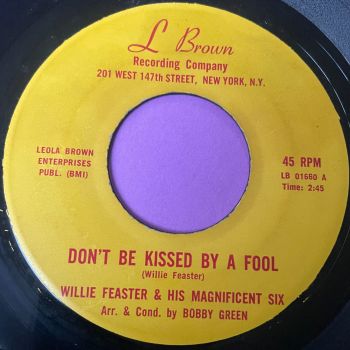 L Brown
Recording Company
201 WEST 147th STREET, NEW YORK, N.Y.
LEOLA BROWN
ENTERPRISES
PUBL. (BMI)
45 RPM
LB 01660 A
Time: 2:45
DON'T BE KISSED BY A FOOL
(Willie Feaster)
WILLIE FEASTER & HIS MAGNIFICENT SIX
Arr. & Cond. by BOBBY GREEN